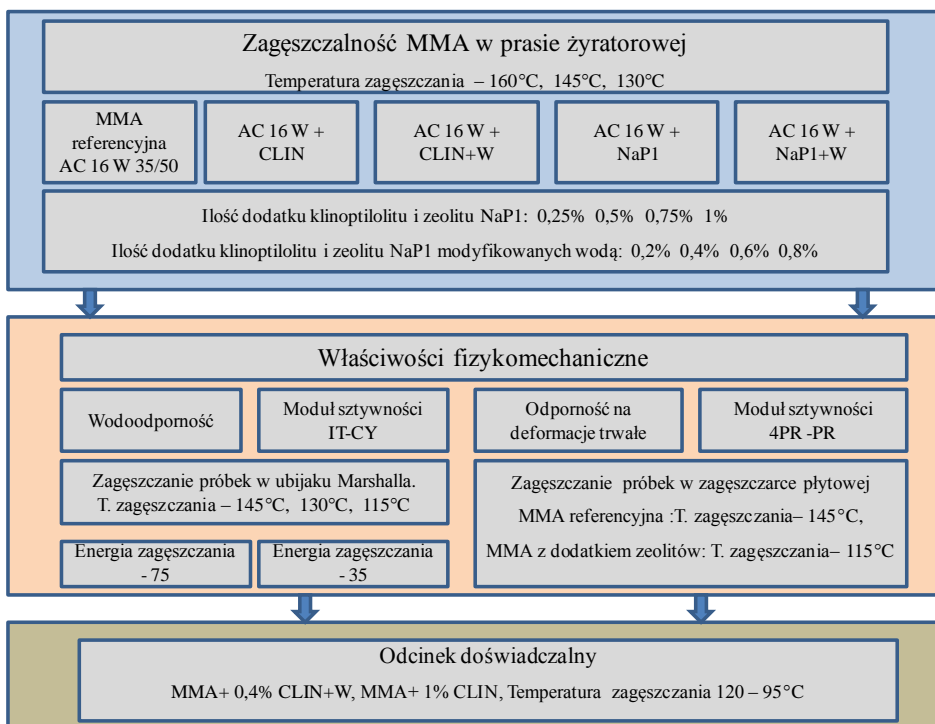 Zagęszczalność MMA w prasie żyratorowej
Temperatura zagęszczania – 160°C, 145°C, 130°C
MMA
referencyjna
AC 16 W 35/50
AC 16 W +
CLIN
AC 16 W +
CLIN+W
AC 16 W +
NaP1
AC 16 W +
NaP1+W
Ilość dodatku klinoptilolitu i zeolitu NaP1: 0,25% 0,5% 0,75% 1%
Ilość dodatku klinoptilolitu i zeolitu NaP1 modyfikowanych wodą: 0,2% 0,4% 0,6% 0,8%
Właściwości fizykomechaniczne
Wodoodporność
Moduł sztywności
IT-CY
Odporność na
deformacje trwałe
Moduł sztywności
4PR -PR
Zagęszczanie próbek w ubijaku Marshalla.
T. zagęszczania – 145°C, 130°C, 115°C
Energia zagęszczania
- 75
Energia zagęszczania
- 35
Zagęszczanie próbek w zagęszczarce płytowej
MMA referencyjna :T. zagęszczania– 145°C,
MMA z dodatkiem zeolitów: T. zagęszczania– 115°C
Odcinek doświadczalny
MMA+ 0,4% CLIN+W, MMA+ 1% CLIN, Temperatura zagęszczania 120 – 95°C